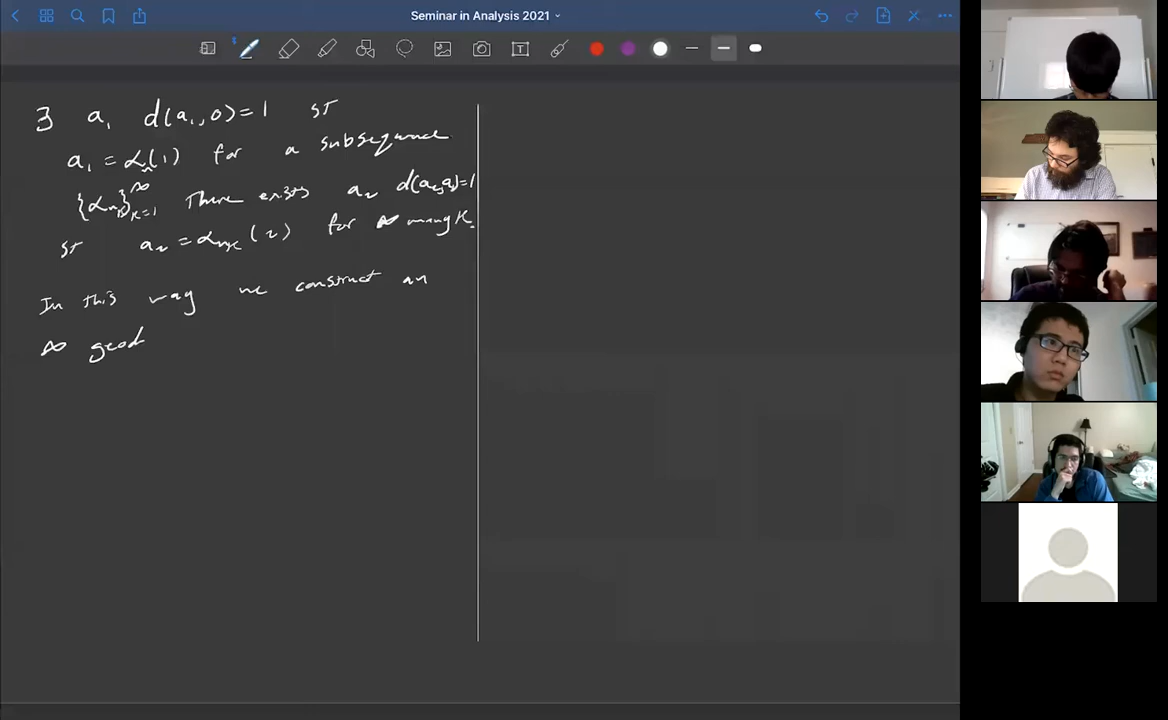 Seminar in Analysis 2021
∃ a₁ d(a₁, 0) = 1 st
a₁ = α (1) for a subsequence
{α_{n_k}}_{k=1}^∞ There exists a₂ d(a₂, a₁) = 1
st a₂ = α_{n_k} (2) for ∞ many k.
In this way we construct an
∞ geod